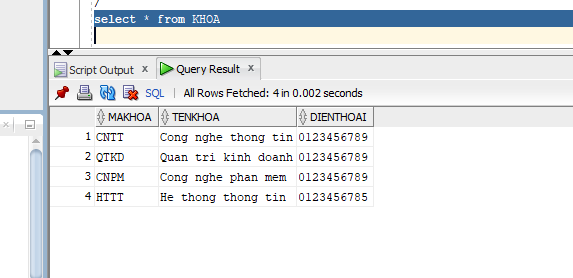 /
select * from KHOA
Script Output x Query Result x
SQL | All Rows Fetched: 4 in 0.002 seconds
MAKHOA TENKHOA DIENTHOAI
1 CNTT Cong nghe thong tin 0123456789
2 QTKD Quan tri kinh doanh 0123456789
3 CNPM Cong nghe phan mem 0123456789
4 HTTT He thong thong tin 0123456785